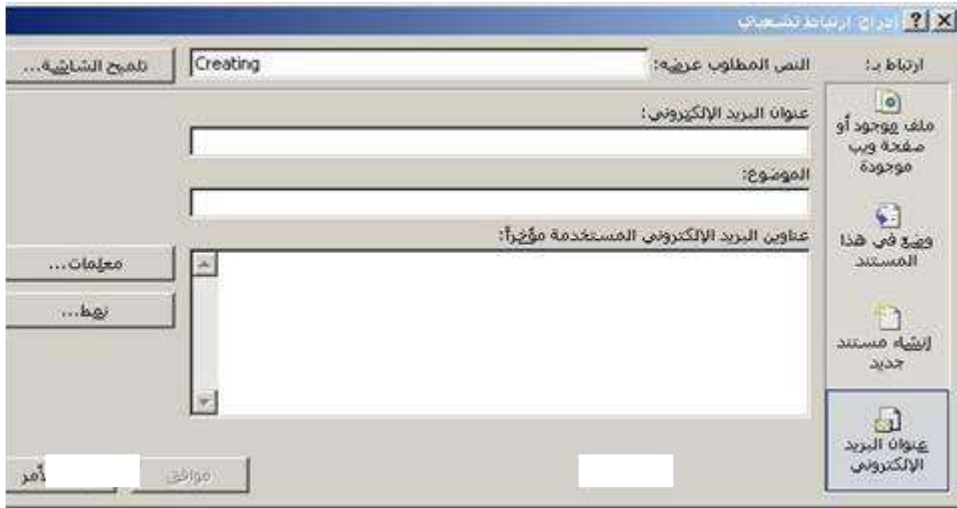 إدراج ارتباط تشعبي
ارتباط بـ:
النص المطلوب عرضه:
Creating
تلميح الشاشة...
ملف موجود أو
صفحة ويب
موجودة
عنوان البريد الإلكتروني:
الموضوع:
وضع في هذا
المستند
عناوين البريد الإلكتروني المستخدمة مؤخراً:
معلمات...
نمط...
إنشاء مستند
جديد
عنوان البريد
الإلكتروني
موافق